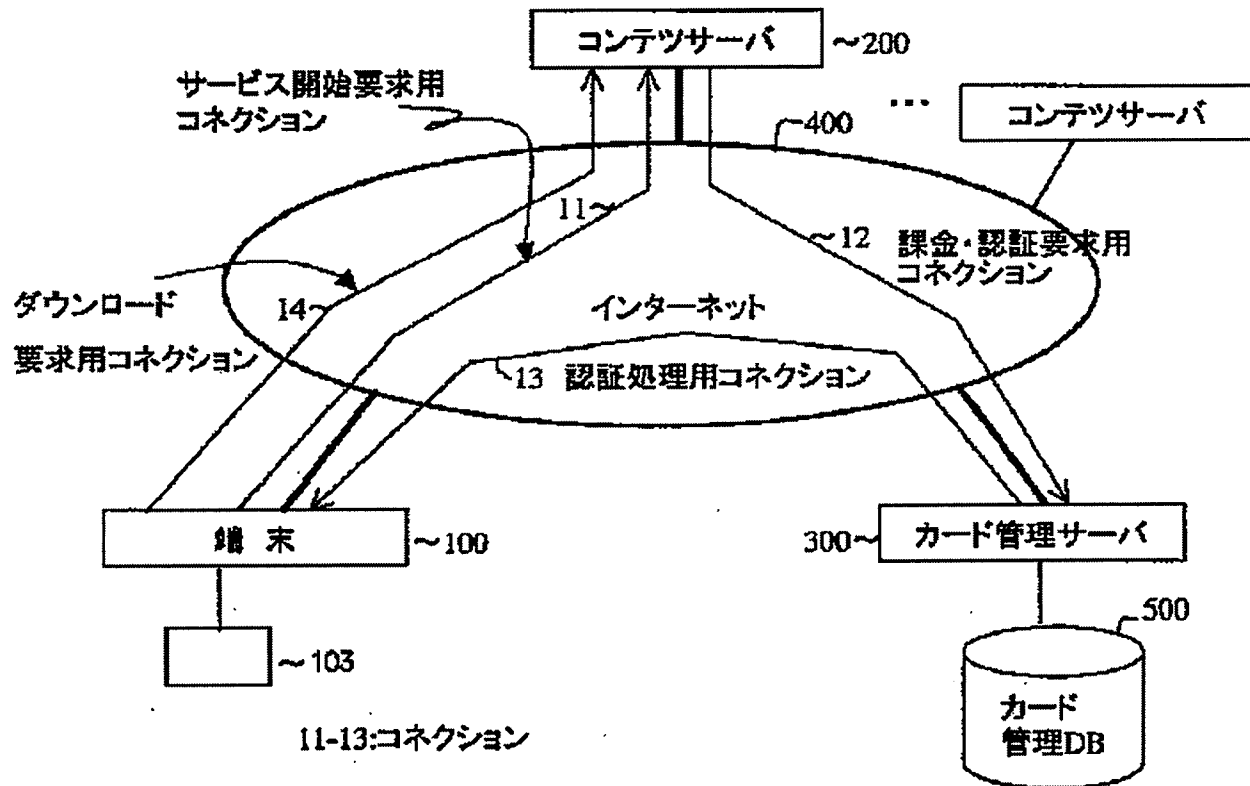 コンテツサーバ ~200
サービス開始要求用
コネクション
...
コンテツサーバ
400
11
12
課金・認証要求用
コネクション
ダウンロード
要求用コネクション
14
インターネット
13 認証処理用コネクション
端末 ~100
300~ カード管理サーバ
~103
500
カード
管理DB
11-13:コネクション